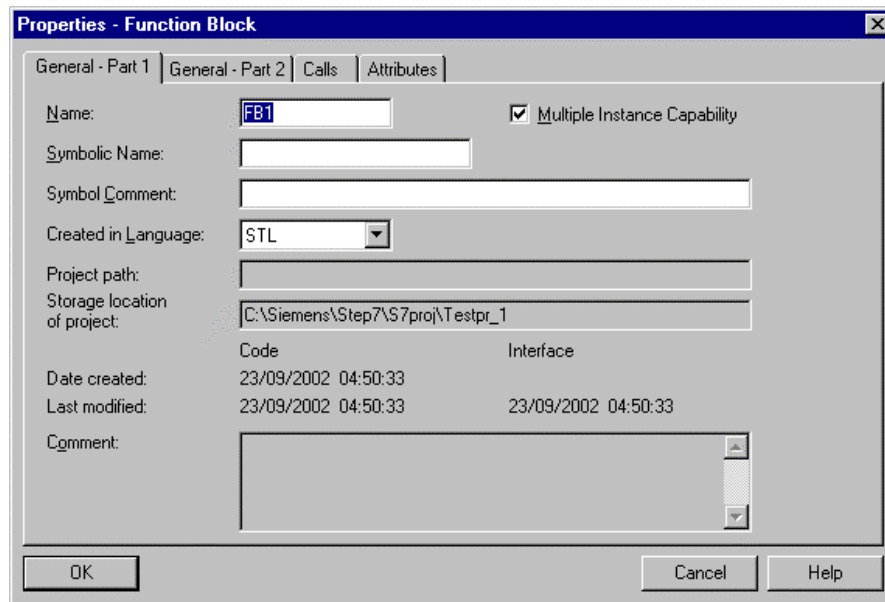 Properties - Function Block
General - Part 1 General - Part 2 Calls Attributes
Name: FB1 Multiple Instance Capability
Symbolic Name:
Symbol Comment:
Created in Language: STL
Project path:
Storage location
of project: C:\Siemens\Step7\S7proj\Testpr_1
Code Interface
Date created: 23/09/2002 04:50:33
Last modified: 23/09/2002 04:50:33 23/09/2002 04:50:33
Comment:
OK Cancel Help